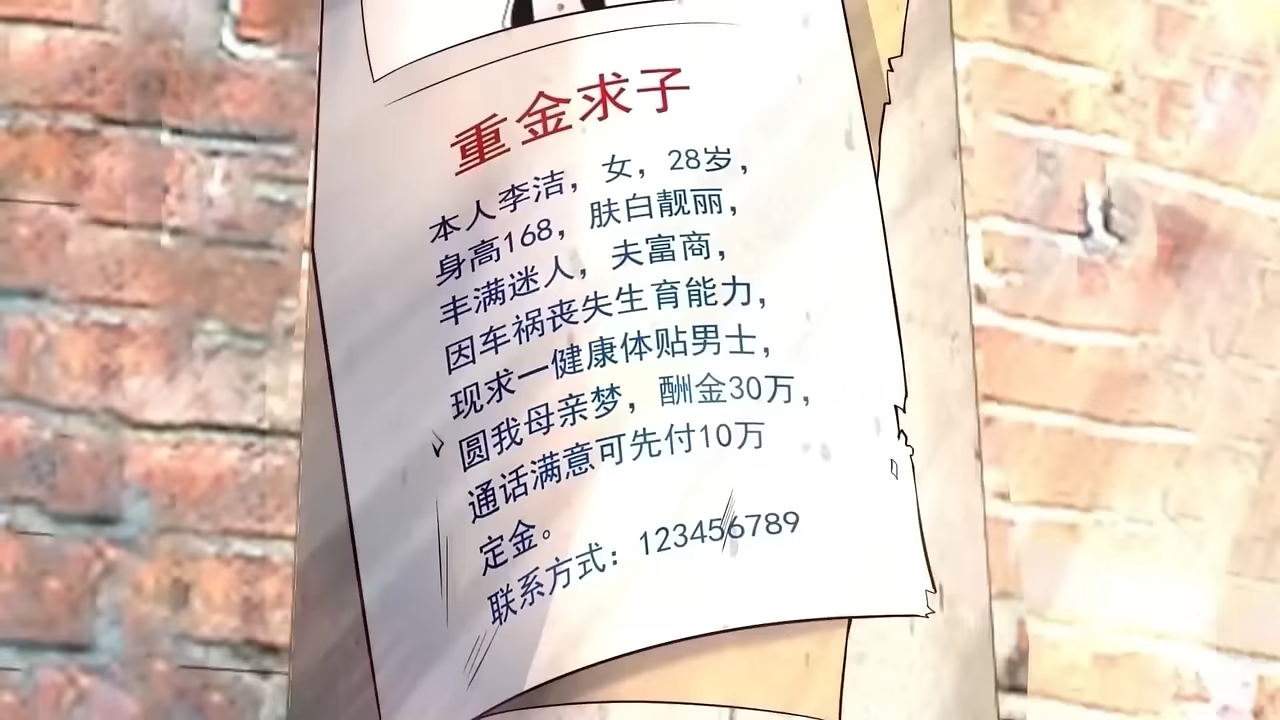 重金求子
本人李洁，女，28岁，
身高168，肤白靓丽，
丰满迷人，夫富商，
因车祸丧失生育能力，
现求一健康体贴男士，
圆我母亲梦，酬金30万，
通话满意可先付10万
定金。
联系方式：123456789